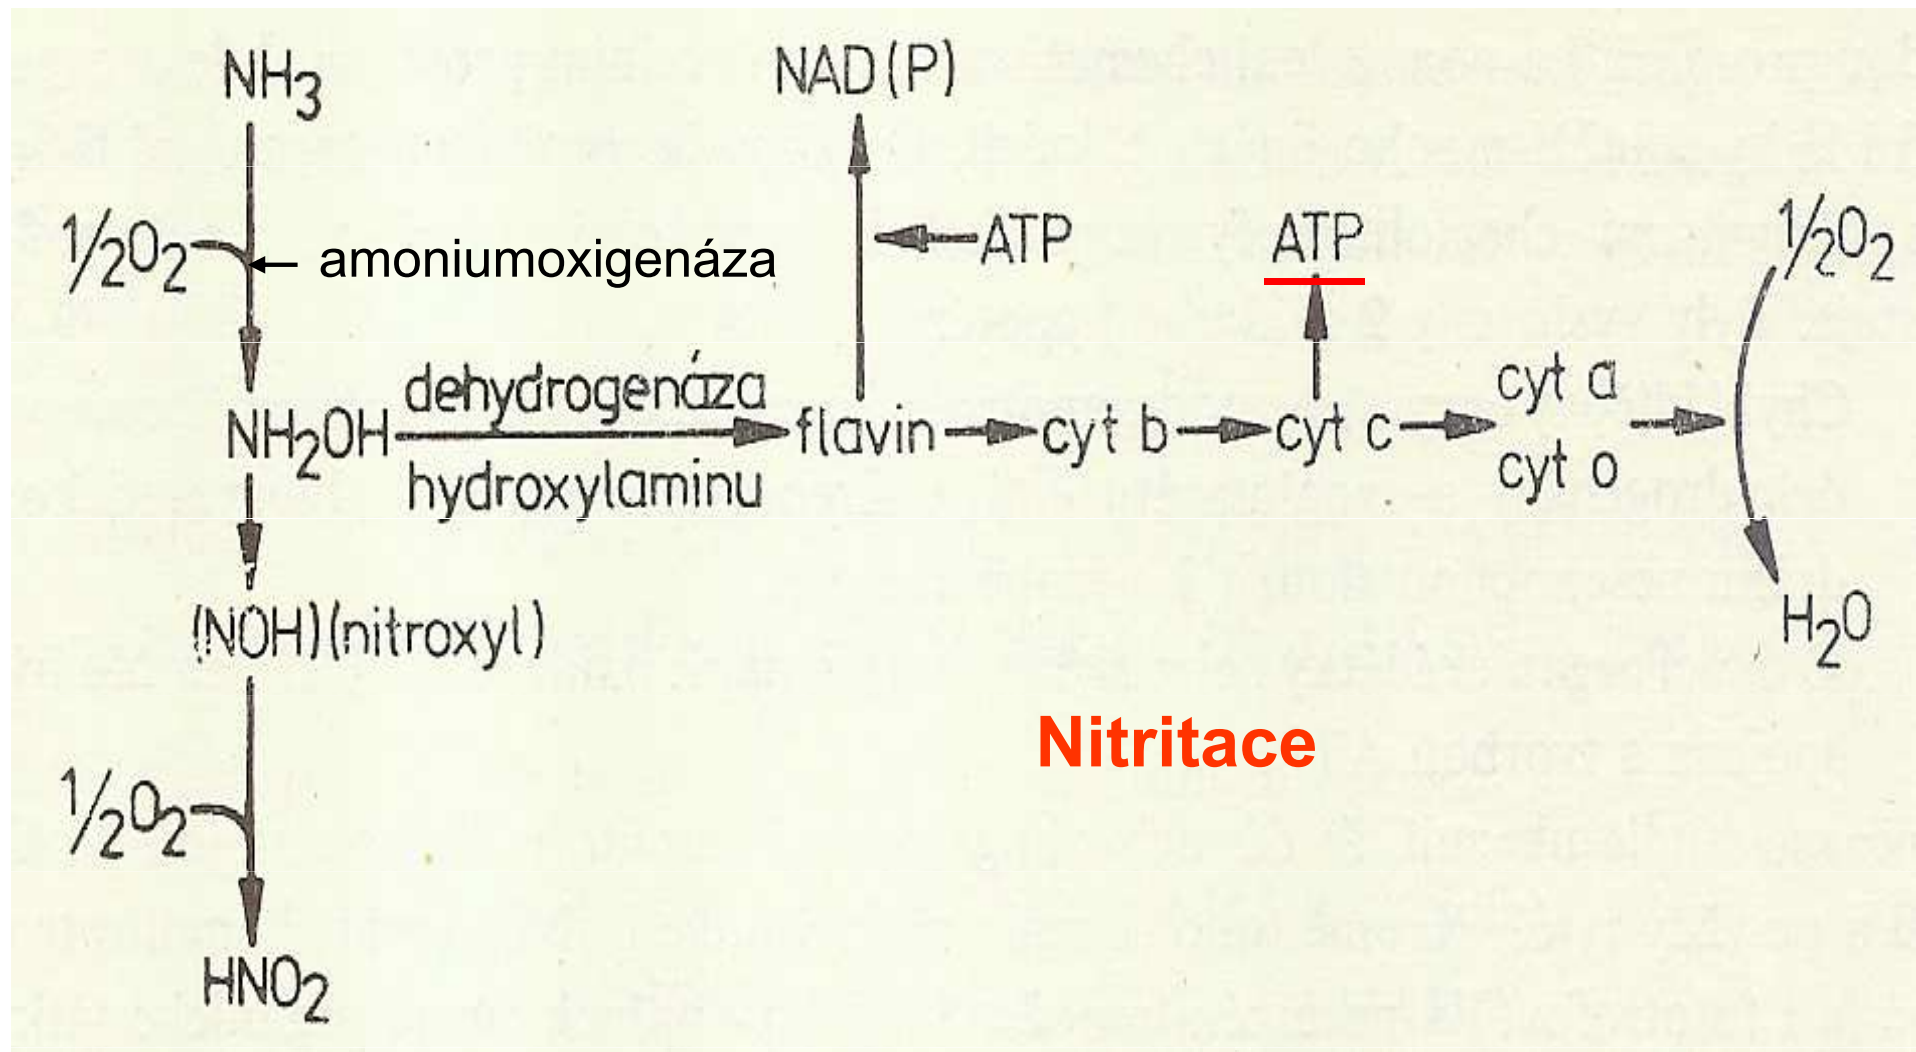 NH3
NAD(P)
½O2
amoniumoxigenáza
ATP
ATP
½O2
dehydrogenáza
hydroxylaminu
NH2OH
flavin
cyt b
cyt c
cyt a
cyt o
(NOH)(nitroxyl)
H2O
Nitritace
½O2
HNO2